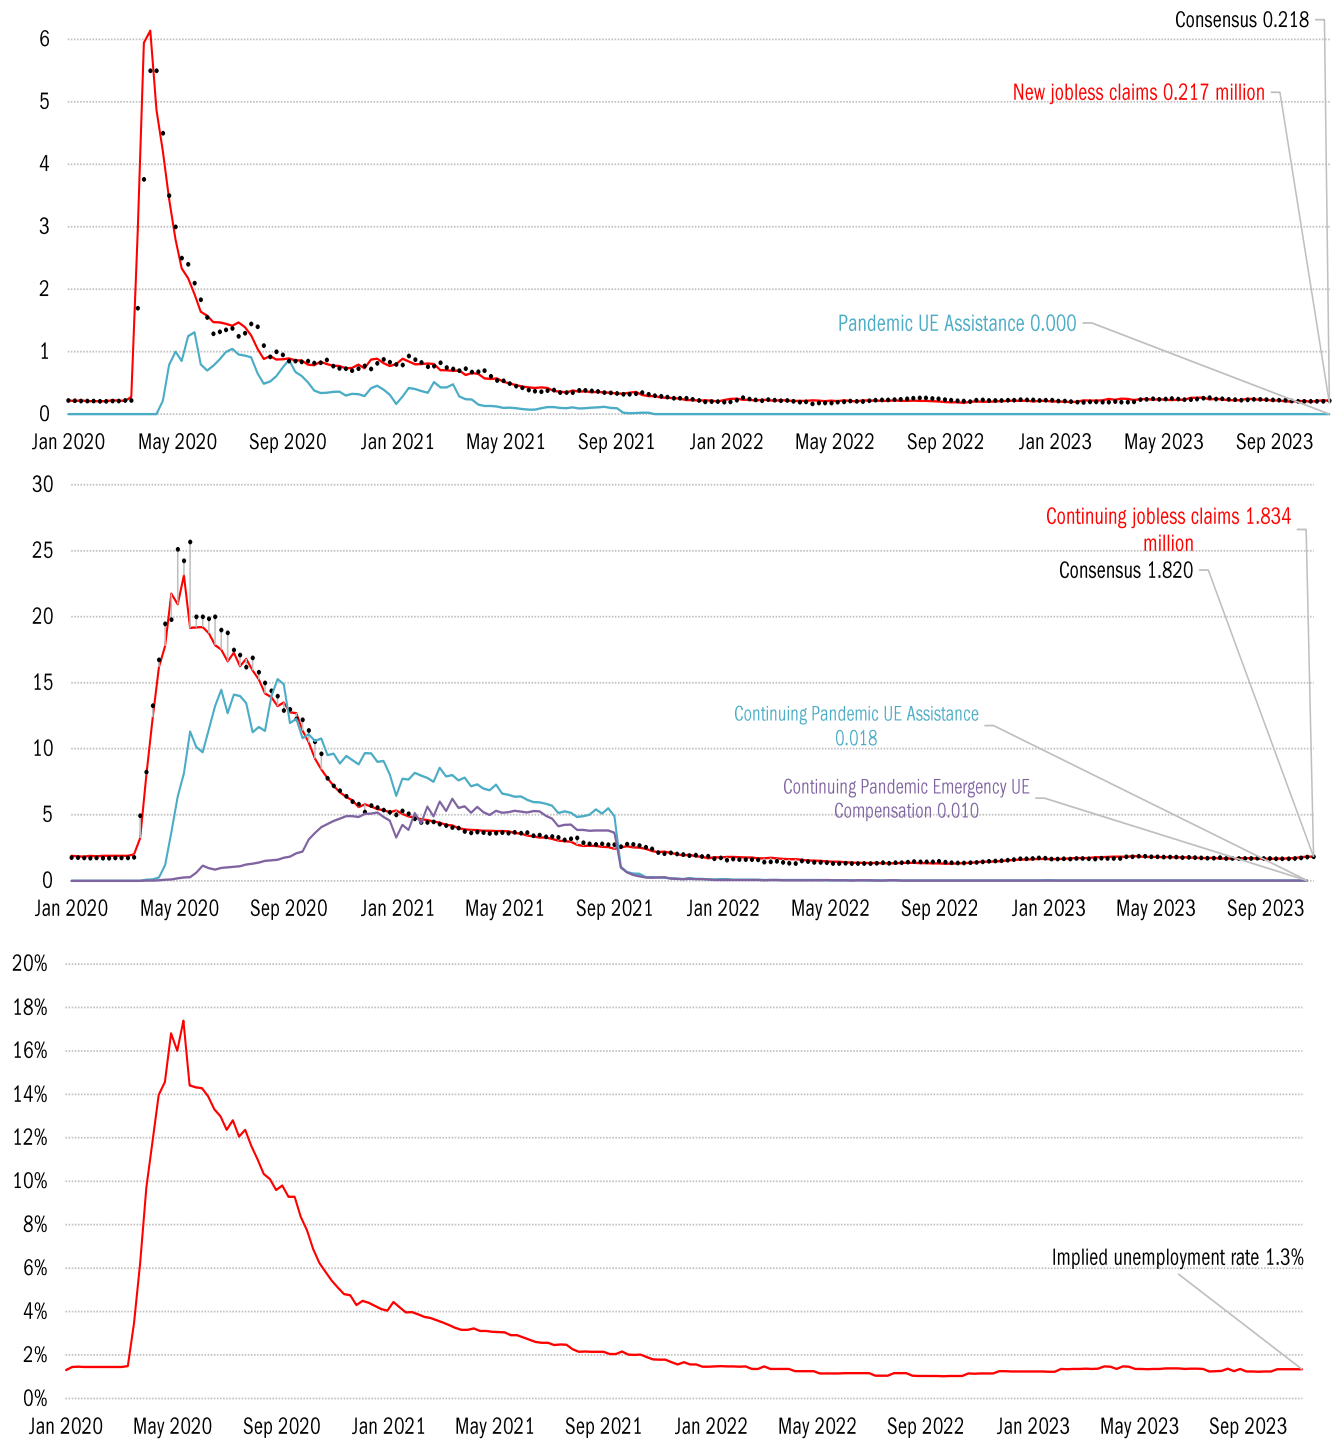 Consensus 0.218
6
New jobless claims 0.217 million
5
4
3
2
Pandemic UE Assistance 0.000
1
0
Jan 2020 May 2020 Sep 2020 Jan 2021 May 2021 Sep 2021 Jan 2022 May 2022 Sep 2022 Jan 2023 May 2023 Sep 2023
30
Continuing jobless claims 1.834
million
25
Consensus 1.820
20
15
Continuing Pandemic UE Assistance
0.018
10
Continuing Pandemic Emergency UE
Compensation 0.010
5
0
Jan 2020 May 2020 Sep 2020 Jan 2021 May 2021 Sep 2021 Jan 2022 May 2022 Sep 2022 Jan 2023 May 2023 Sep 2023
20%
18%
16%
14%
12%
10%
8%
Implied unemployment rate 1.3%
6%
4%
2%
0%
Jan 2020 May 2020 Sep 2020 Jan 2021 May 2021 Sep 2021 Jan 2022 May 2022 Sep 2022 Jan 2023 May 2023 Sep 2023